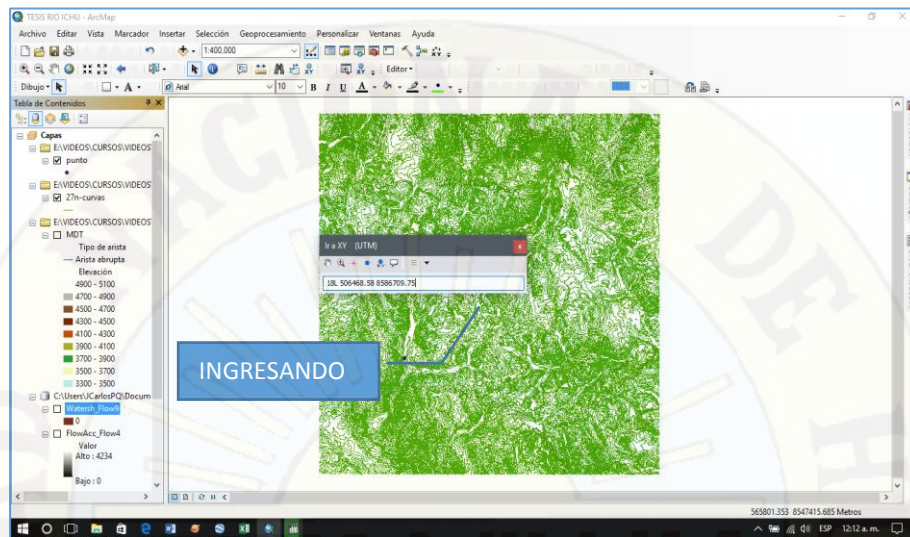 TESIS RIO ICHU - ArcMap
Archivo Editar Vista Marcador Insertar Selección Geoprocesamiento Personalizar Ventanas Ayuda
1:400,000
Editor
Dibujo A Arial 10 B I U A
Tabla de Contenidos
Capas
E:\VIDEOS\CURSOS\VIDEOS
punto
E:\VIDEOS\CURSOS\VIDEOS
27n-curvas
E:\VIDEOS\CURSOS\VIDEOS
MDT
Tipo de arista
Arista abrupta
Elevación
4900 - 5100
4700 - 4900
4500 - 4700
4300 - 4500
4100 - 4300
3900 - 4100
3700 - 3900
3500 - 3700
3300 - 3500
C:\Users\JCarlosPQ\Docum
Watersh_Flow9
0
FlowAcc_Flow4
Valor
Alto : 4234
Bajo : 0
Ir a XY (UTM)
18L 506468.58 8586709.75
INGRESANDO
565801.353 8547415.685 Metros
ESP 12:12 a. m.